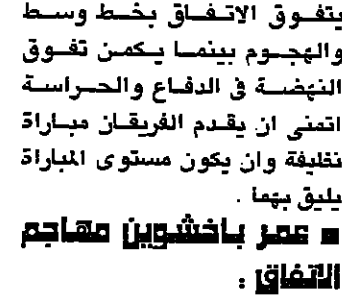 يتفوق الاتفاق بخط وسط
والهجوم بينما يكمن تفوق
النهضة في الدفاع والحراسة
اتمنى ان يقدم الفريقان مباراة
نظيفة وان يكون مستوى المباراة
يليق بهما .
■ عمر باخشوين مهاجم
الاتفاق :